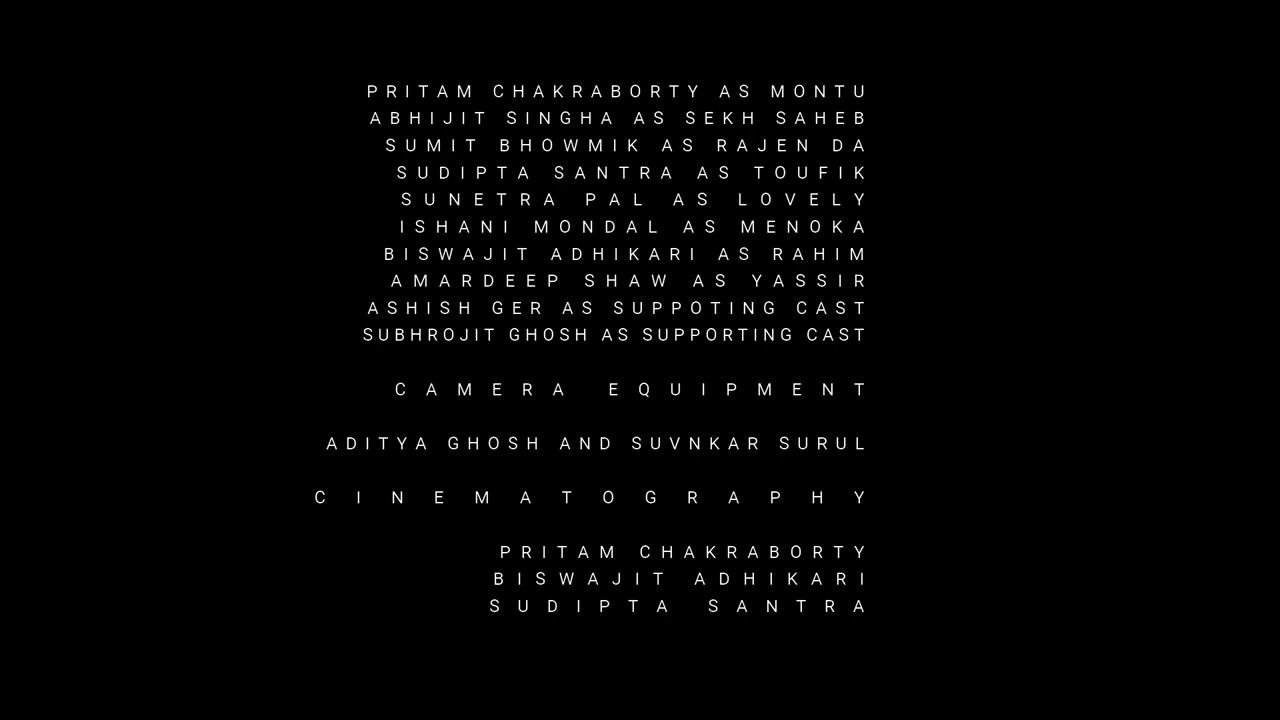 PRITAM CHAKRABORTY AS MONTU
ABHIJIT SINGHA AS SEKH SAHEB
SUMIT BHOWMIK AS RAJEN DA
SUDIPTA SANTRA AS TOUFIK
SUNETRA PAL AS LOVELY
ISHANI MONDAL AS MENOKA
BISWAJIT ADHIKARI AS RAHIM
AMARDEEP SHAW AS YASSIR
ASHISH GER AS SUPPOTING CAST
SUBHROJIT GHOSH AS SUPPORTING CAST
CAMERA EQUIPMENT
ADITYA GHOSH AND SUVNKAR SURUL
CINEMATOGRAPHY
PRITAM CHAKRABORTY
BISWAJIT ADHIKARI
SUDIPTA SANTRA